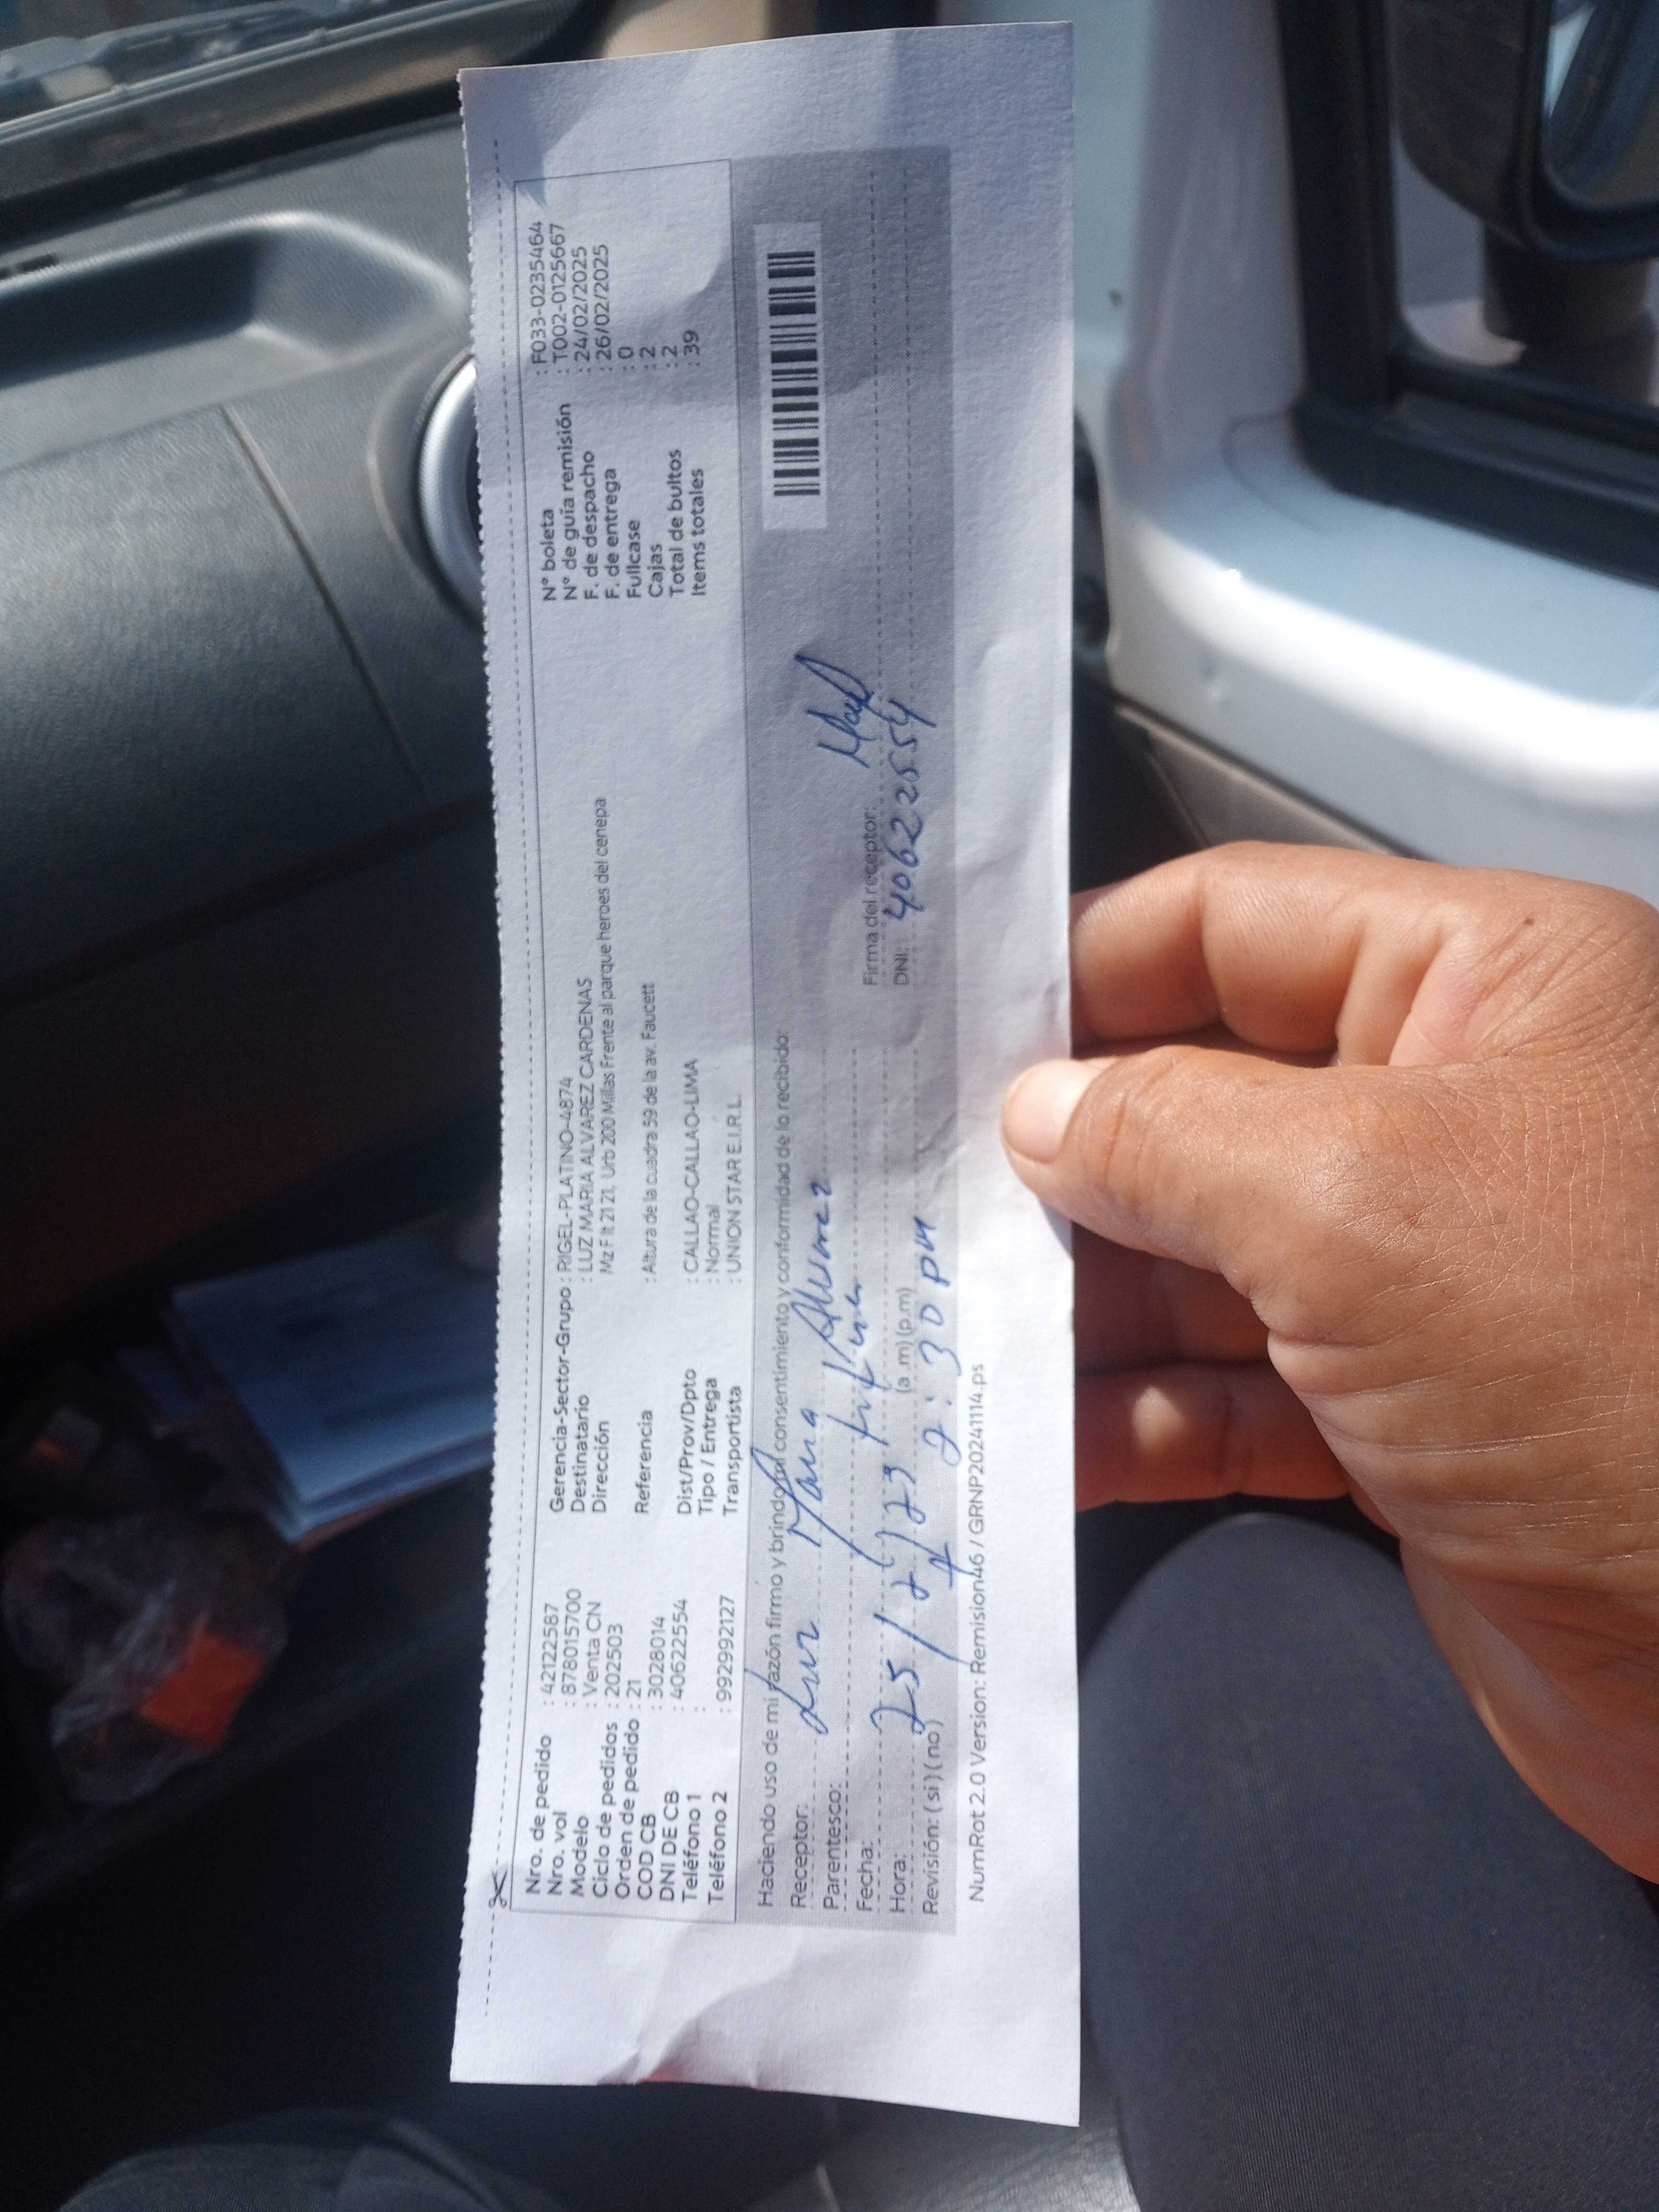 Nro. de pedido : 42122587
Nro. vol : 878015700
Modelo : Venta CN
Ciclo de pedidos : 202503
Orden de pedido : 21
COD CB : 30280​14
DNI DE CB : 40622554
Teléfono 1 :
Teléfono 2 : 992992127
Gerencia-Sector-Grupo : RIGEL-PLATINO-4874
Destinatario : LUZ MARIA ALVAREZ CARDENAS
Dirección Mz F lt 21 21, Urb 200 Millas Frente al parque heroes del cenepa
Referencia : Altura de la cuadra 59 de la av. Faucett
Dist/Prov/Dpto : CALLAO-CALLAO-LIMA
Tipo / Entrega : Normal
Transportista : UNION STAR E.I.R.L.
N° boleta : F033-0235464
N° de guía remisión : T002-0125667
F. de despacho : 24/02/2025
F. de entrega : 26/02/2025
Fullcase : 0
Cajas : 2
Total de bultos : 2
Items totales : 39
Haciendo uso de mi razón firmo y brindo mi consentimiento y conformidad de lo recibido:
Receptor: Luz Maria Alvarez
Parentesco:
Fecha: 25/2/
Hora: (a.m) (p.m) 2:30 pm
Revisión: ( si ) ( no )
Firma del receptor:
DNI: 40622554
NumRot 2.0 Version: Remision46 / GRNP20241114.ps